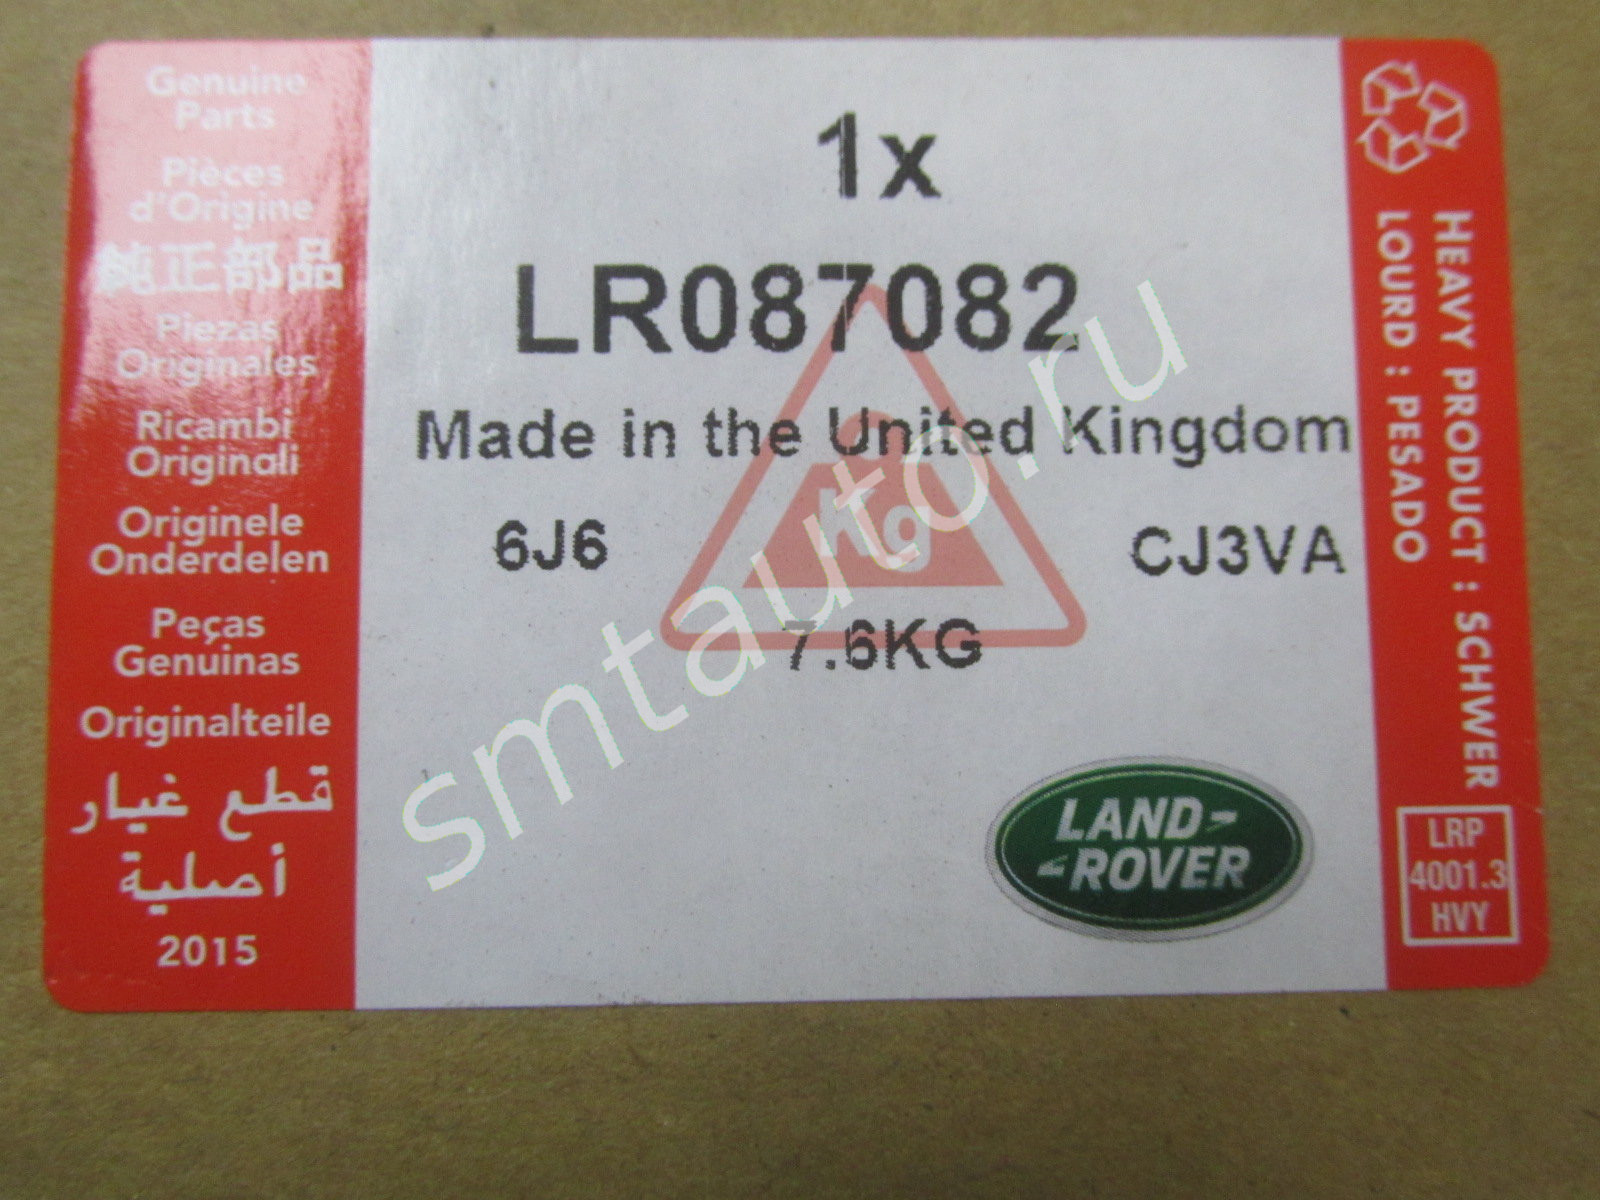 Genuine
Parts
Pièces
d'Origine
純正部品
Piezas
Originales
Ricambi
Originali
Originele
Onderdelen
Peças
Genuinas
Originalteile
قطع غيار
أصلية
2015
1x
LR087082
Made in the United Kingdom
6J6
CJ3VA
Kg
7.6KG
LAND-
ROVER
HEAVY PRODUCT : SCHWER
LOURD : PESADO
LRP
4001.3
HVY
smtauto.ru